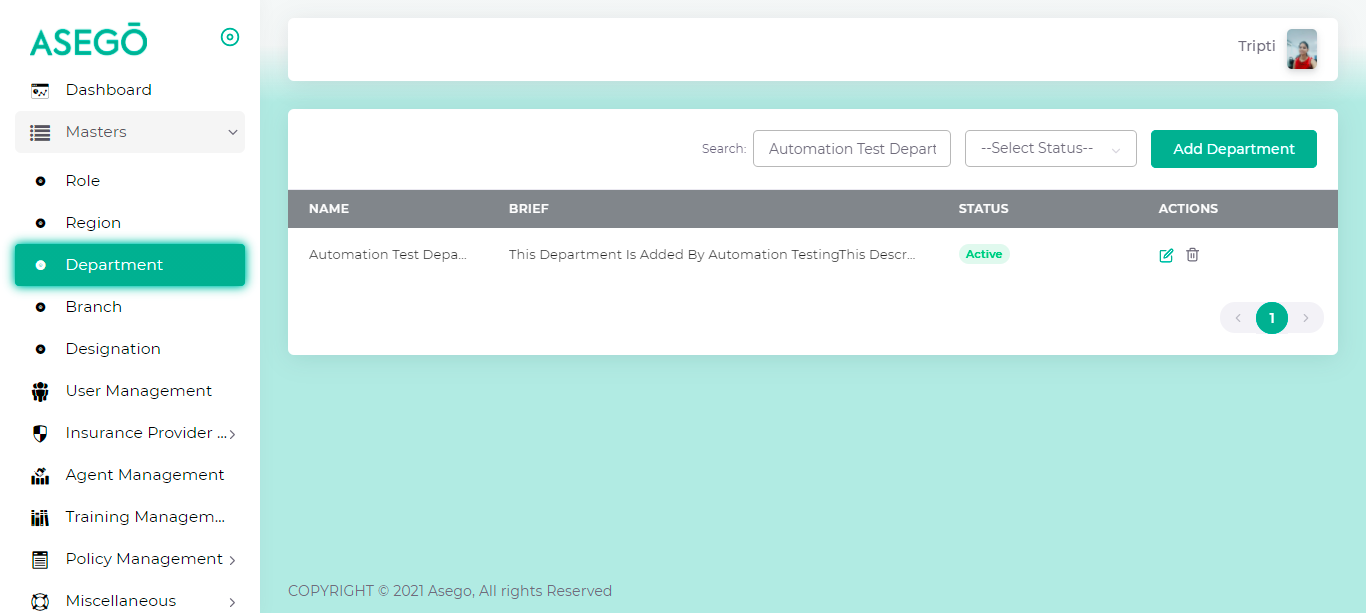 ASEGŌ
Dashboard
Masters
Role
Region
Department
Branch
Designation
User Management
Insurance Provider ...
Agent Management
Training Managem...
Policy Management
Miscellaneous
Tripti
Search: Automation Test Depart --Select Status-- Add Department
NAME BRIEF STATUS ACTIONS
Automation Test Depa... This Department Is Added By Automation TestingThis Descr... Active
1
COPYRIGHT © 2021 Asego, All rights Reserved